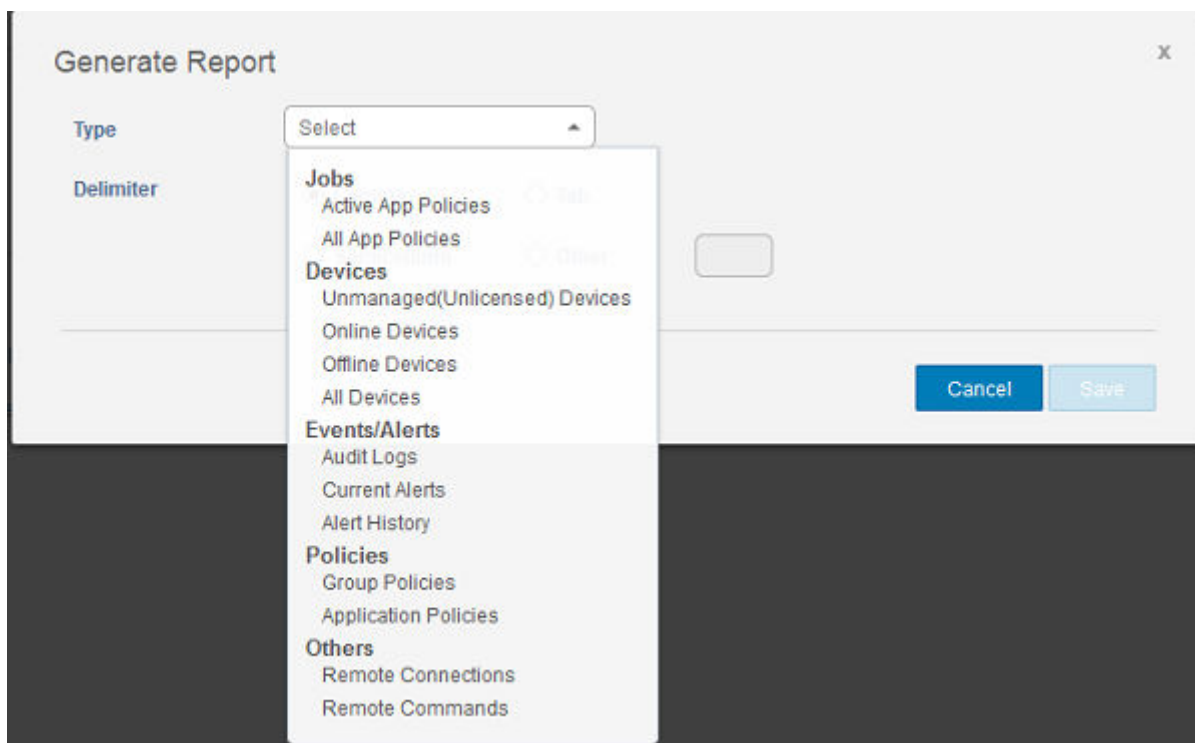 Generate Report
x
Type
Select
Delimiter
Jobs
Active App Policies
Tab
All App Policies
Other
Devices
Unmanaged(Unlicensed) Devices
Online Devices
Offline Devices
All Devices
Cancel
Save
Events/Alerts
Audit Logs
Current Alerts
Alert History
Policies
Group Policies
Application Policies
Others
Remote Connections
Remote Commands